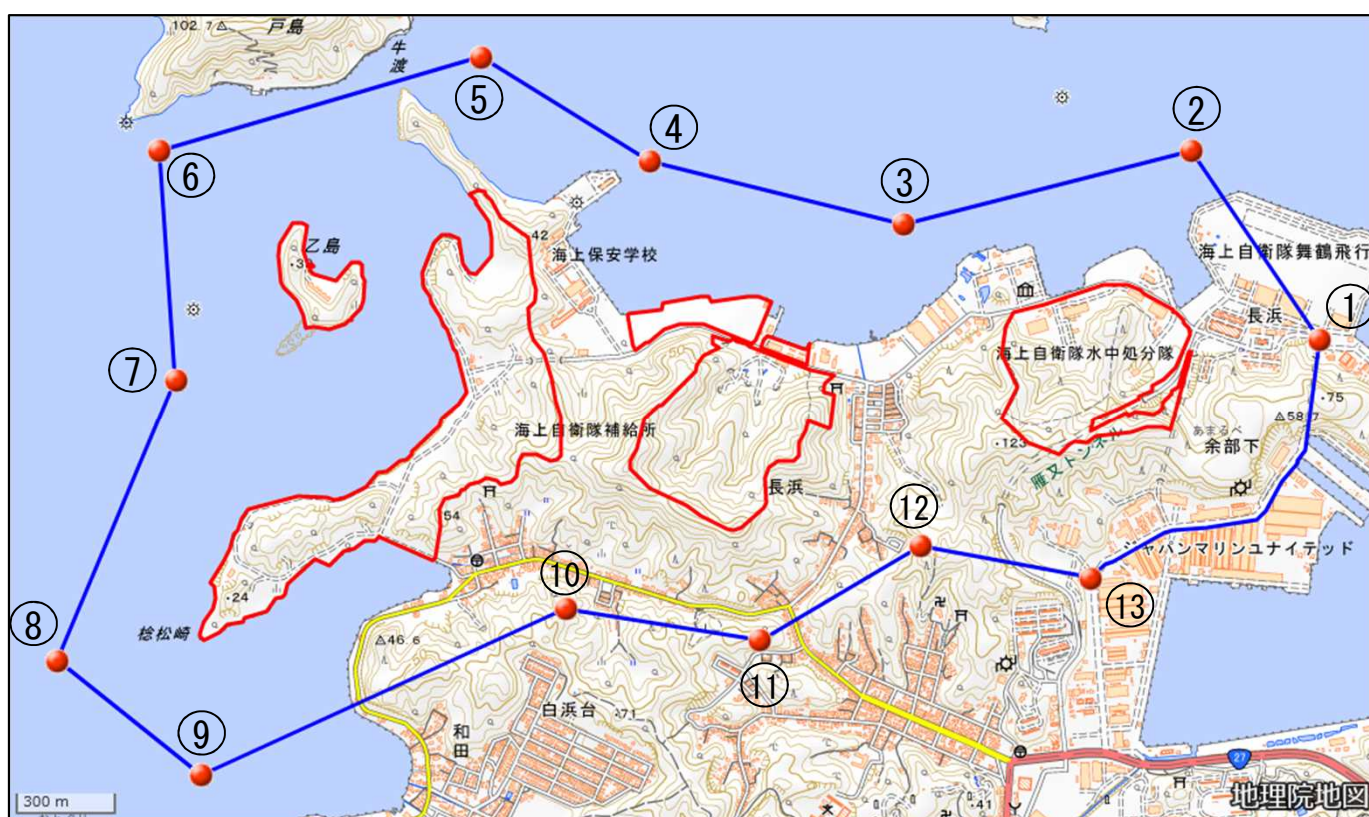 102.7
戸島
牛渡
⑤
④
②
⑥
③
乙島
42
海上保安学校
海上自衛隊舞鶴飛行
長浜
①
⑦
海上自衛隊水中処分隊
75
58.7
海上自衛隊補給所
123
雁又トンネル
あまるべ
余部下
長浜
54
⑫
ジャパンマリンユナイテッド
⑩
24
⑬
捻松崎
⑧
46.6
⑪
白浜台
71
⑨
和田
27
300 m
41
地理院地図